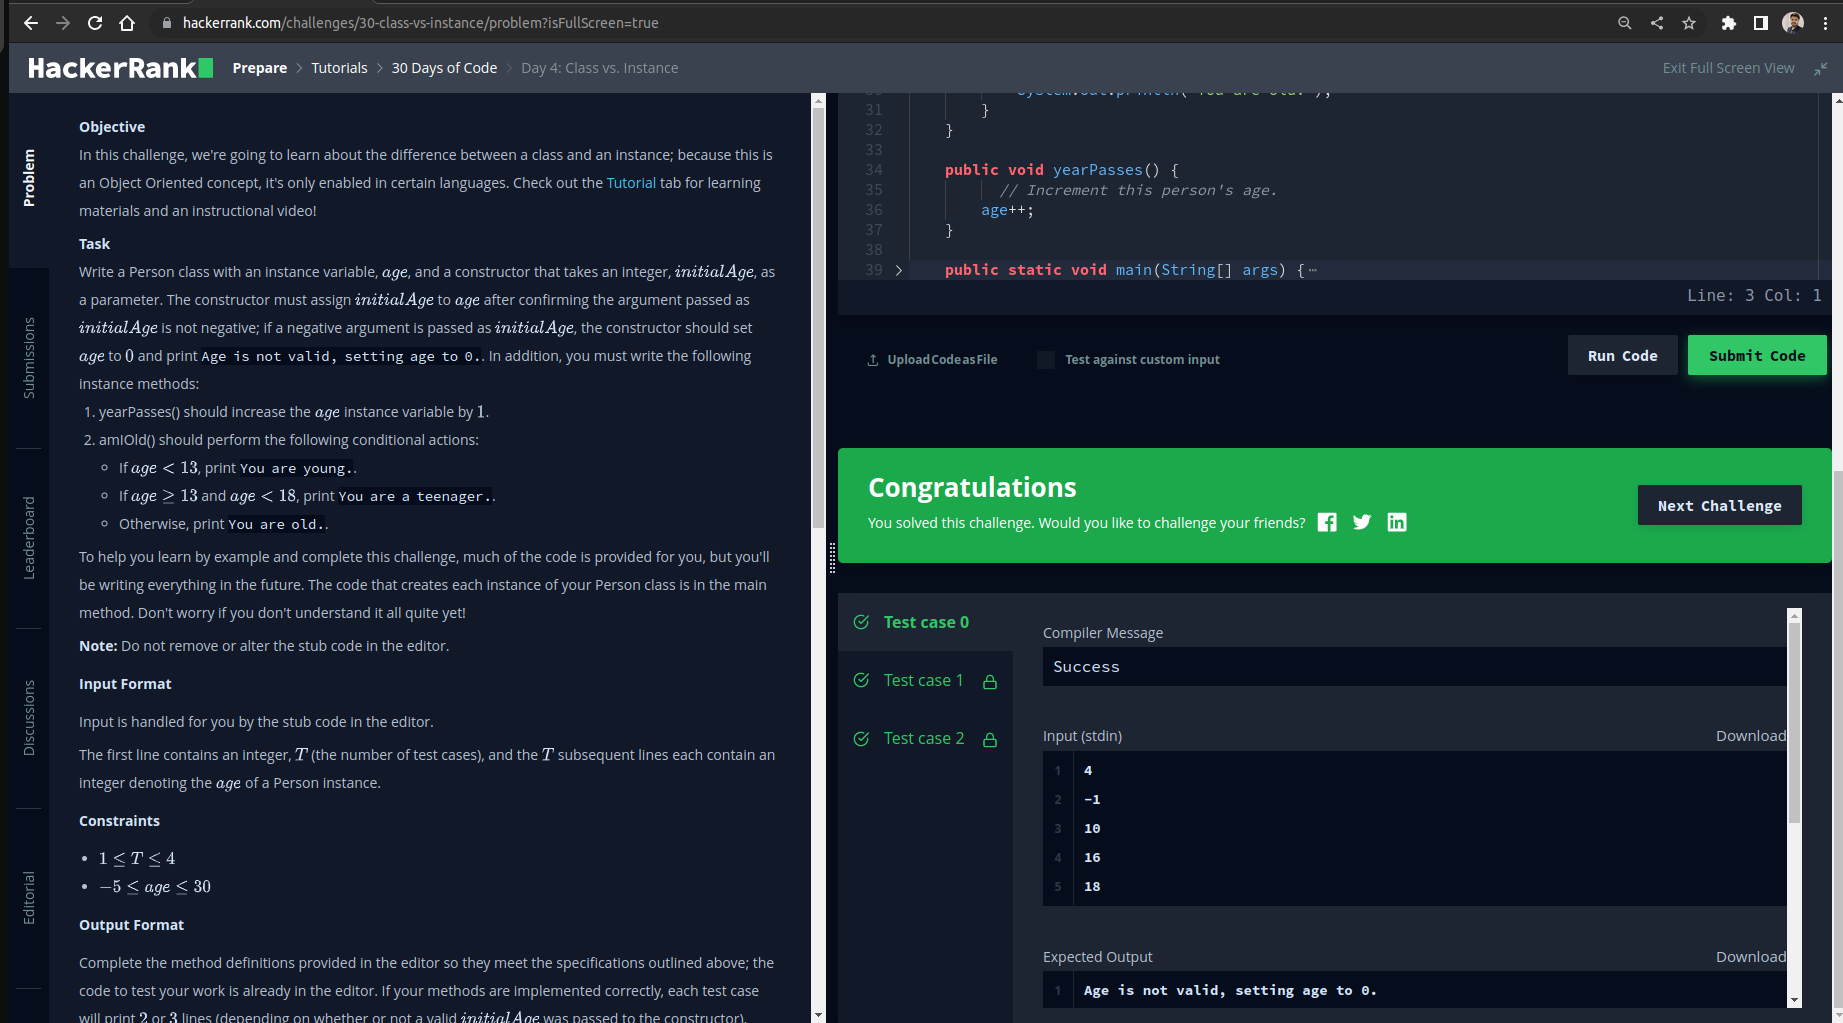 hackerrank.com/challenges/30-class-vs-instance/problem?isFullScreen=true
HackerRank
Prepare > Tutorials > 30 Days of Code > Day 4: Class vs. Instance
Exit Full Screen View
Problem
Submissions
Leaderboard
Discussions
Editorial
Objective
In this challenge, we're going to learn about the difference between a class and an instance; because this is
an Object Oriented concept, it's only enabled in certain languages. Check out the Tutorial tab for learning
materials and an instructional video!
Task
Write a Person class with an instance variable, age, and a constructor that takes an integer, initialAge, as
a parameter. The constructor must assign initialAge to age after confirming the argument passed as
initialAge is not negative; if a negative argument is passed as initialAge, the constructor should set
age to 0 and print Age is not valid, setting age to 0.. In addition, you must write the following
instance methods:
1. yearPasses() should increase the age instance variable by 1.
2. amIOld() should perform the following conditional actions:
If age < 13, print You are young..
If age ≥ 13 and age < 18, print You are a teenager..
Otherwise, print You are old..
To help you learn by example and complete this challenge, much of the code is provided for you, but you'll
be writing everything in the future. The code that creates each instance of your Person class is in the main
method. Don't worry if you don't understand it all quite yet!
Note: Do not remove or alter the stub code in the editor.
Input Format
Input is handled for you by the stub code in the editor.
The first line contains an integer, T (the number of test cases), and the T subsequent lines each contain an
integer denoting the age of a Person instance.
Constraints
• 1 ≤ T ≤ 4
• −5 ≤ age ≤ 30
Output Format
Complete the method definitions provided in the editor so they meet the specifications outlined above; the
code to test your work is already in the editor. If your methods are implemented correctly, each test case
will print 2 or 3 lines (depending on whether or not a valid initialAge was passed to the constructor).
31 }
32 }
33
34 public void yearPasses() {
35 // Increment this person's age.
36 age++;
37 }
38
39 public static void main(String[] args) {
Line: 3 Col: 1
Upload Code as File
Test against custom input
Run Code
Submit Code
Congratulations
You solved this challenge. Would you like to challenge your friends?
Next Challenge
Test case 0
Test case 1
Test case 2
Compiler Message
Success
Input (stdin)
Download
1 4
2 -1
3 10
4 16
5 18
Expected Output
Download
1 Age is not valid, setting age to 0.